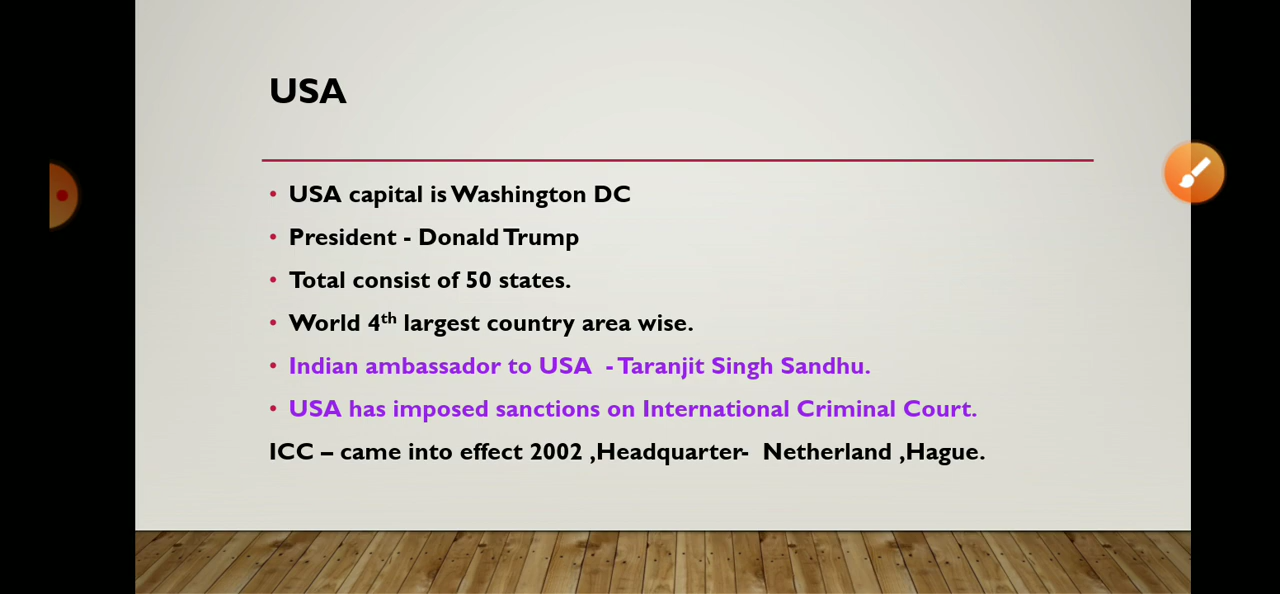 USA
• USA capital is Washington DC
• President - Donald Trump
• Total consist of 50 states.
• World 4th largest country area wise.
• Indian ambassador to USA - Taranjit Singh Sandhu.
• USA has imposed sanctions on International Criminal Court.
ICC – came into effect 2002 ,Headquarter- Netherland ,Hague.